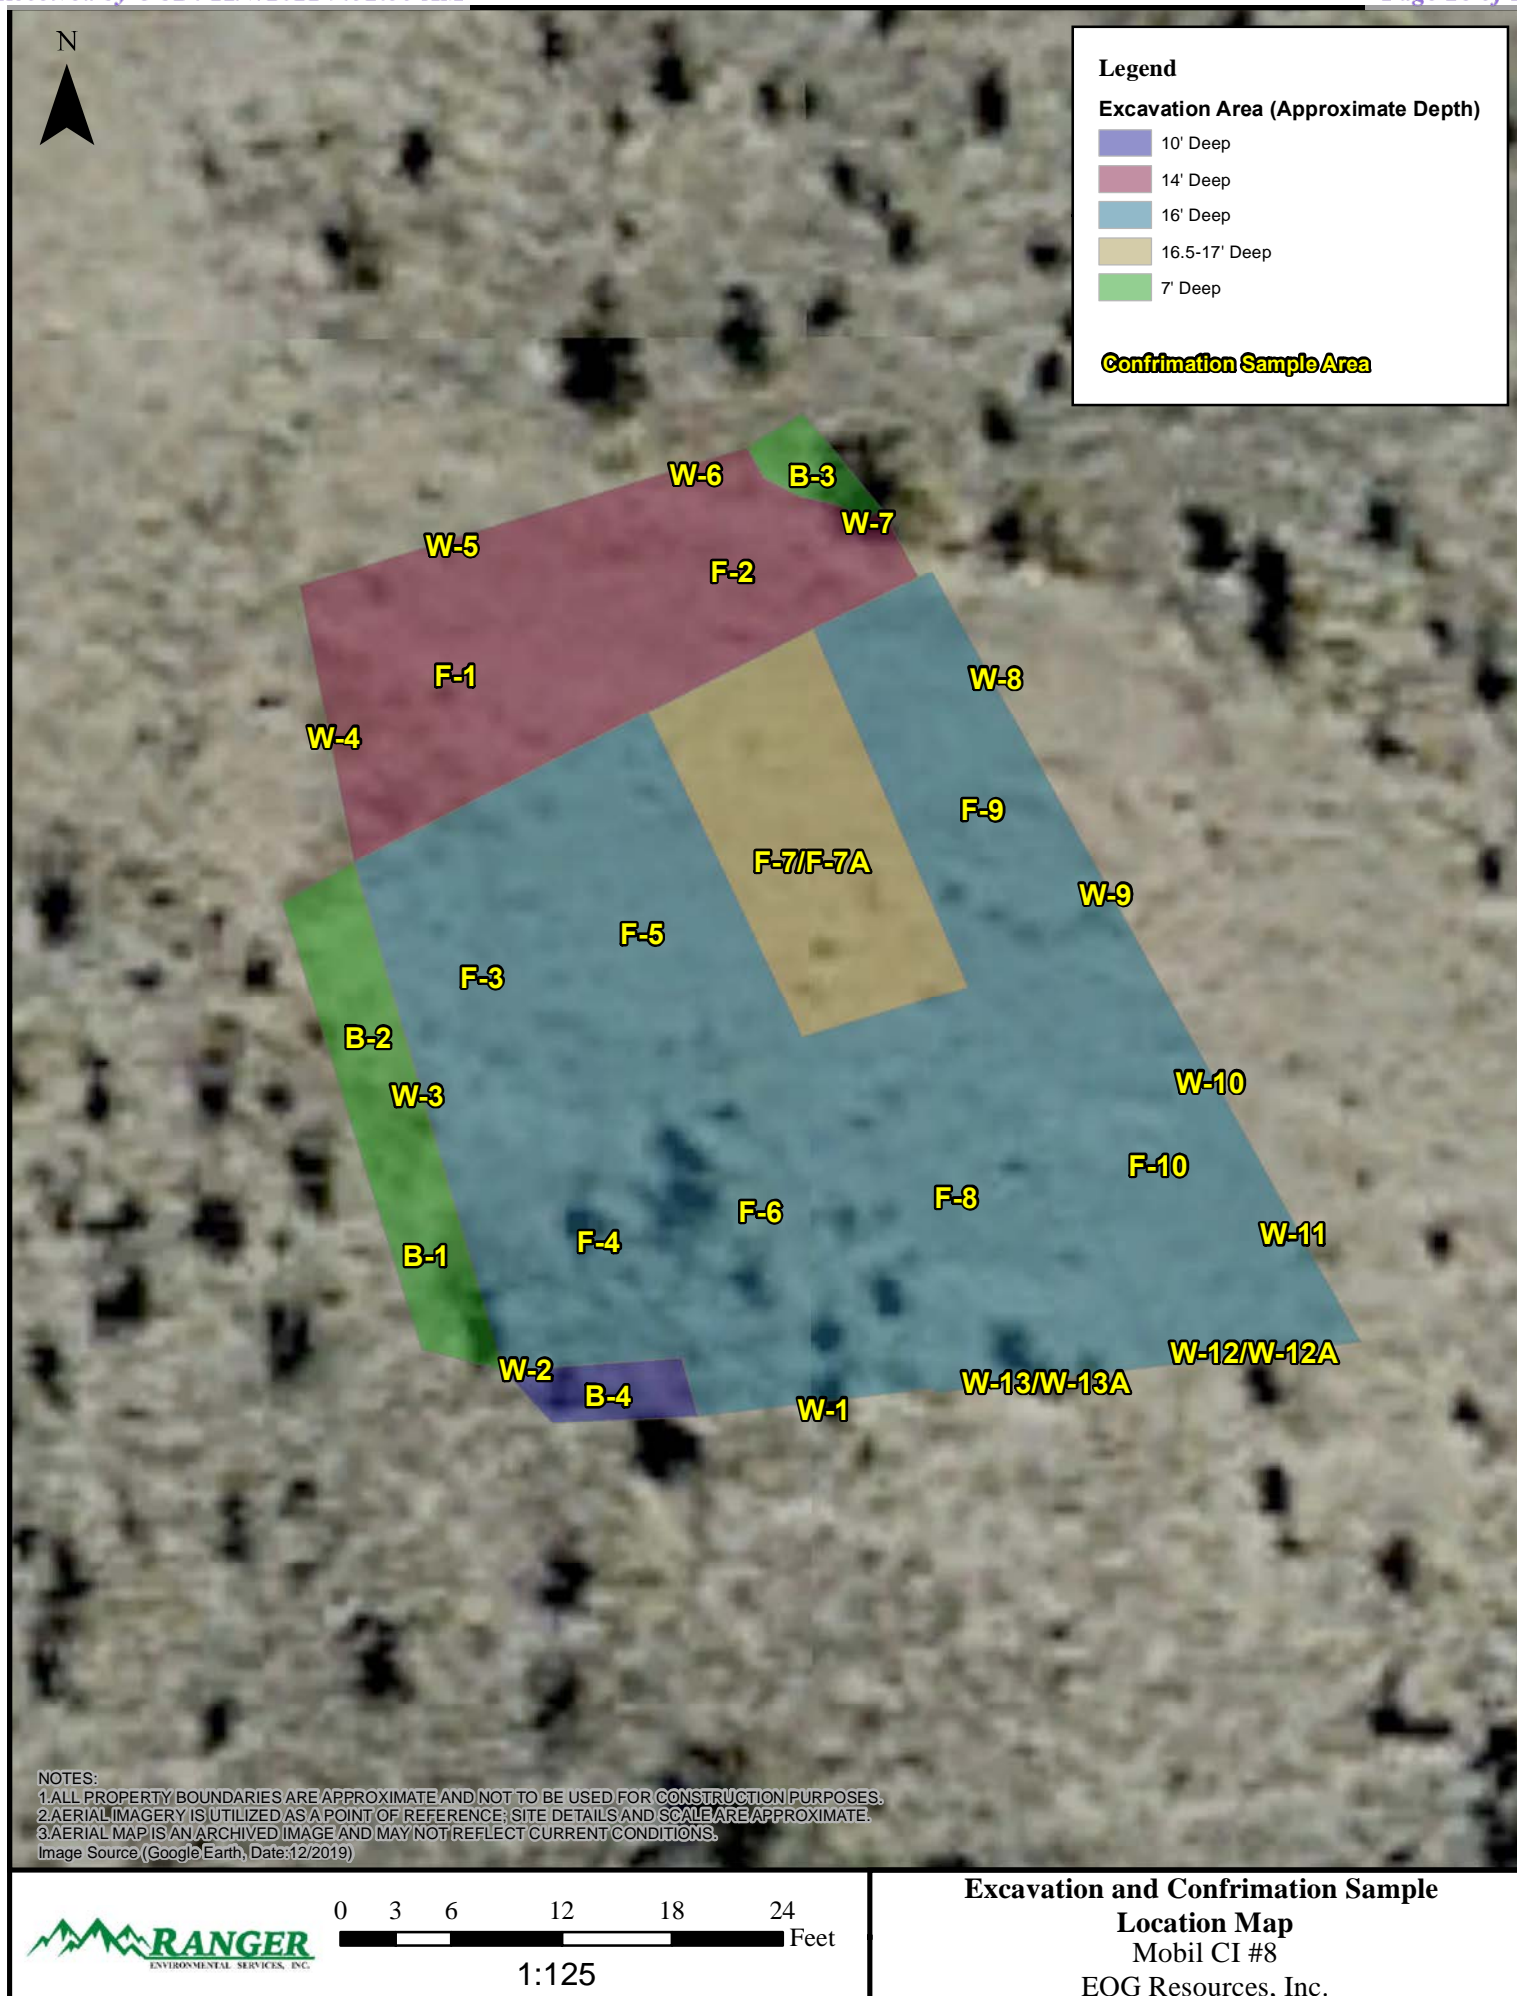 N
Legend
Excavation Area (Approximate Depth)
10' Deep
14' Deep
16' Deep
16.5-17' Deep
7' Deep
Confrimation Sample Area
W-6
B-3
W-7
W-5
F-2
F-1
W-8
W-4
F-9
F-7/F-7A
W-9
F-5
F-3
B-2
W-10
W-3
F-10
F-8
F-6
W-11
F-4
B-1
W-12/W-12A
W-2
W-13/W-13A
B-4
W-1
NOTES:
1.ALL PROPERTY BOUNDARIES ARE APPROXIMATE AND NOT TO BE USED FOR CONSTRUCTION PURPOSES.
2.AERIAL IMAGERY IS UTILIZED AS A POINT OF REFERENCE; SITE DETAILS AND SCALE ARE APPROXIMATE.
3.AERIAL MAP IS AN ARCHIVED IMAGE AND MAY NOT REFLECT CURRENT CONDITIONS.
Image Source (Google Earth, Date:12/2019)
RANGER
ENVIRONMENTAL SERVICES, INC.
0 3 6 12 18 24
Feet
1:125
Excavation and Confrimation Sample
Location Map
Mobil CI #8
EOG Resources, Inc.